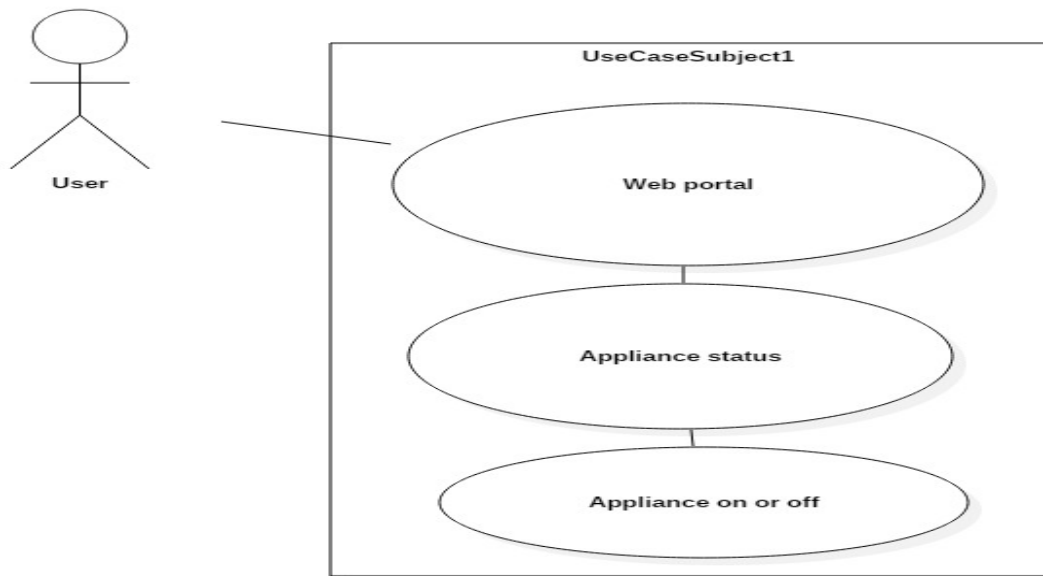 UseCaseSubject1
User
Web portal
Appliance status
Appliance on or off